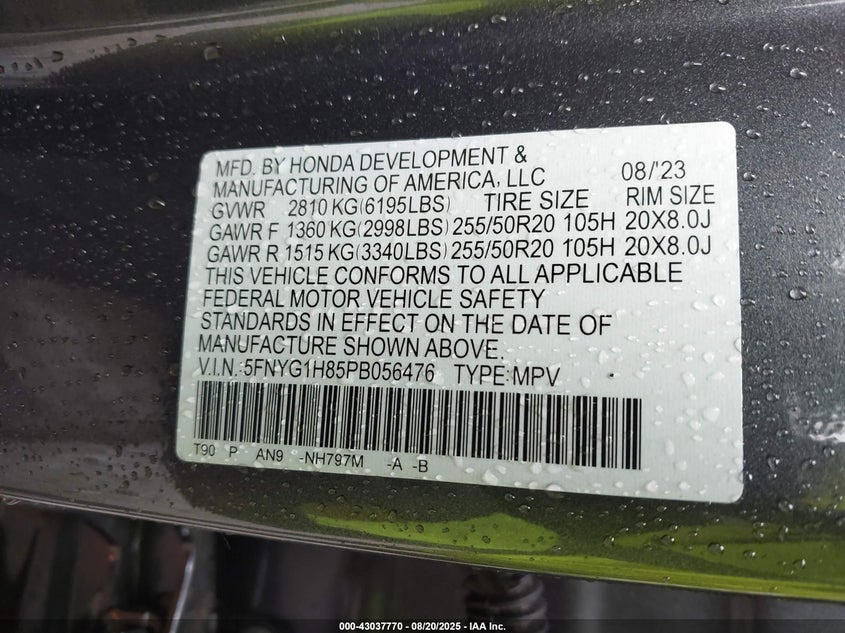 MFD. BY HONDA DEVELOPMENT &
MANUFACTURING OF AMERICA, LLC 08/'23
GVWR 2810 KG(6195LBS) TIRE SIZE RIM SIZE
GAWR F 1360 KG(2998LBS) 255/50R20 105H 20X8.0J
GAWR R 1515 KG(3340LBS) 255/50R20 105H 20X8.0J
THIS VEHICLE CONFORMS TO ALL APPLICABLE
FEDERAL MOTOR VEHICLE SAFETY
STANDARDS IN EFFECT ON THE DATE OF
MANUFACTURE SHOWN ABOVE.
V.I.N.: 5FNYG1H85PB056476 TYPE: MPV
T90 P AN9 -NH797M -A -B
000-43037770 - 08/20/2025 - IAA Inc.